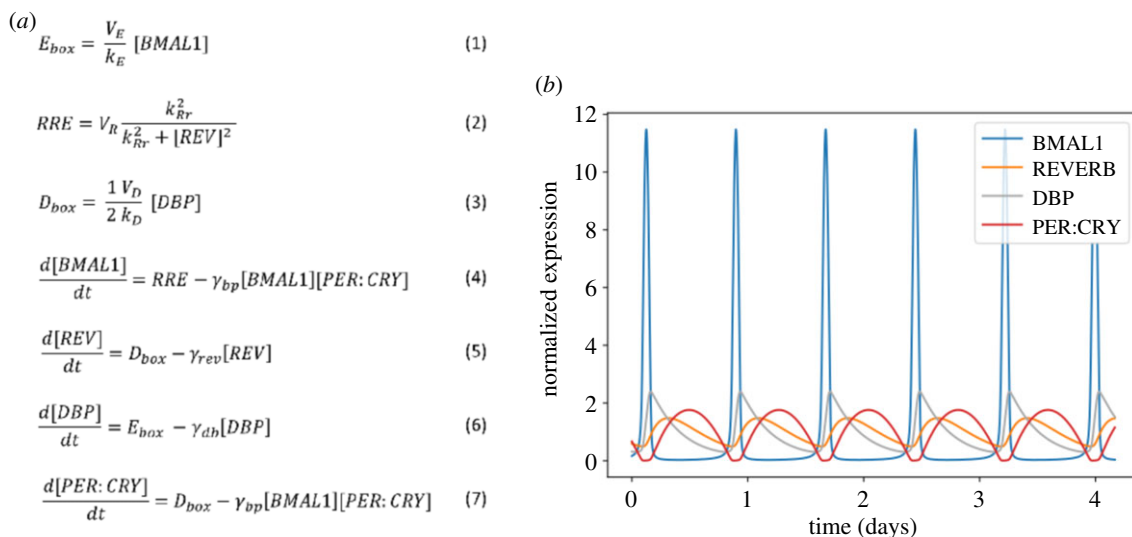 (a)
E_box = V_E / k_E [BMAL1] (1)
RRE = V_R k_Rr^2 / (k_Rr^2 + [REV]^2) (2)
D_box = 1 V_D / 2 k_D [DBP] (3)
d[BMAL1] / dt = RRE − γ_bp[BMAL1][PER:CRY] (4)
d[REV] / dt = D_box − γ_rev[REV] (5)
d[DBP] / dt = E_box − γ_db[DBP] (6)
d[PER:CRY] / dt = D_box − γ_bp[BMAL1][PER:CRY] (7)
(b)
normalized expression
12
10
8
6
4
2
0
BMAL1
REVERB
DBP
PER:CRY
0 1 2 3 4
time (days)